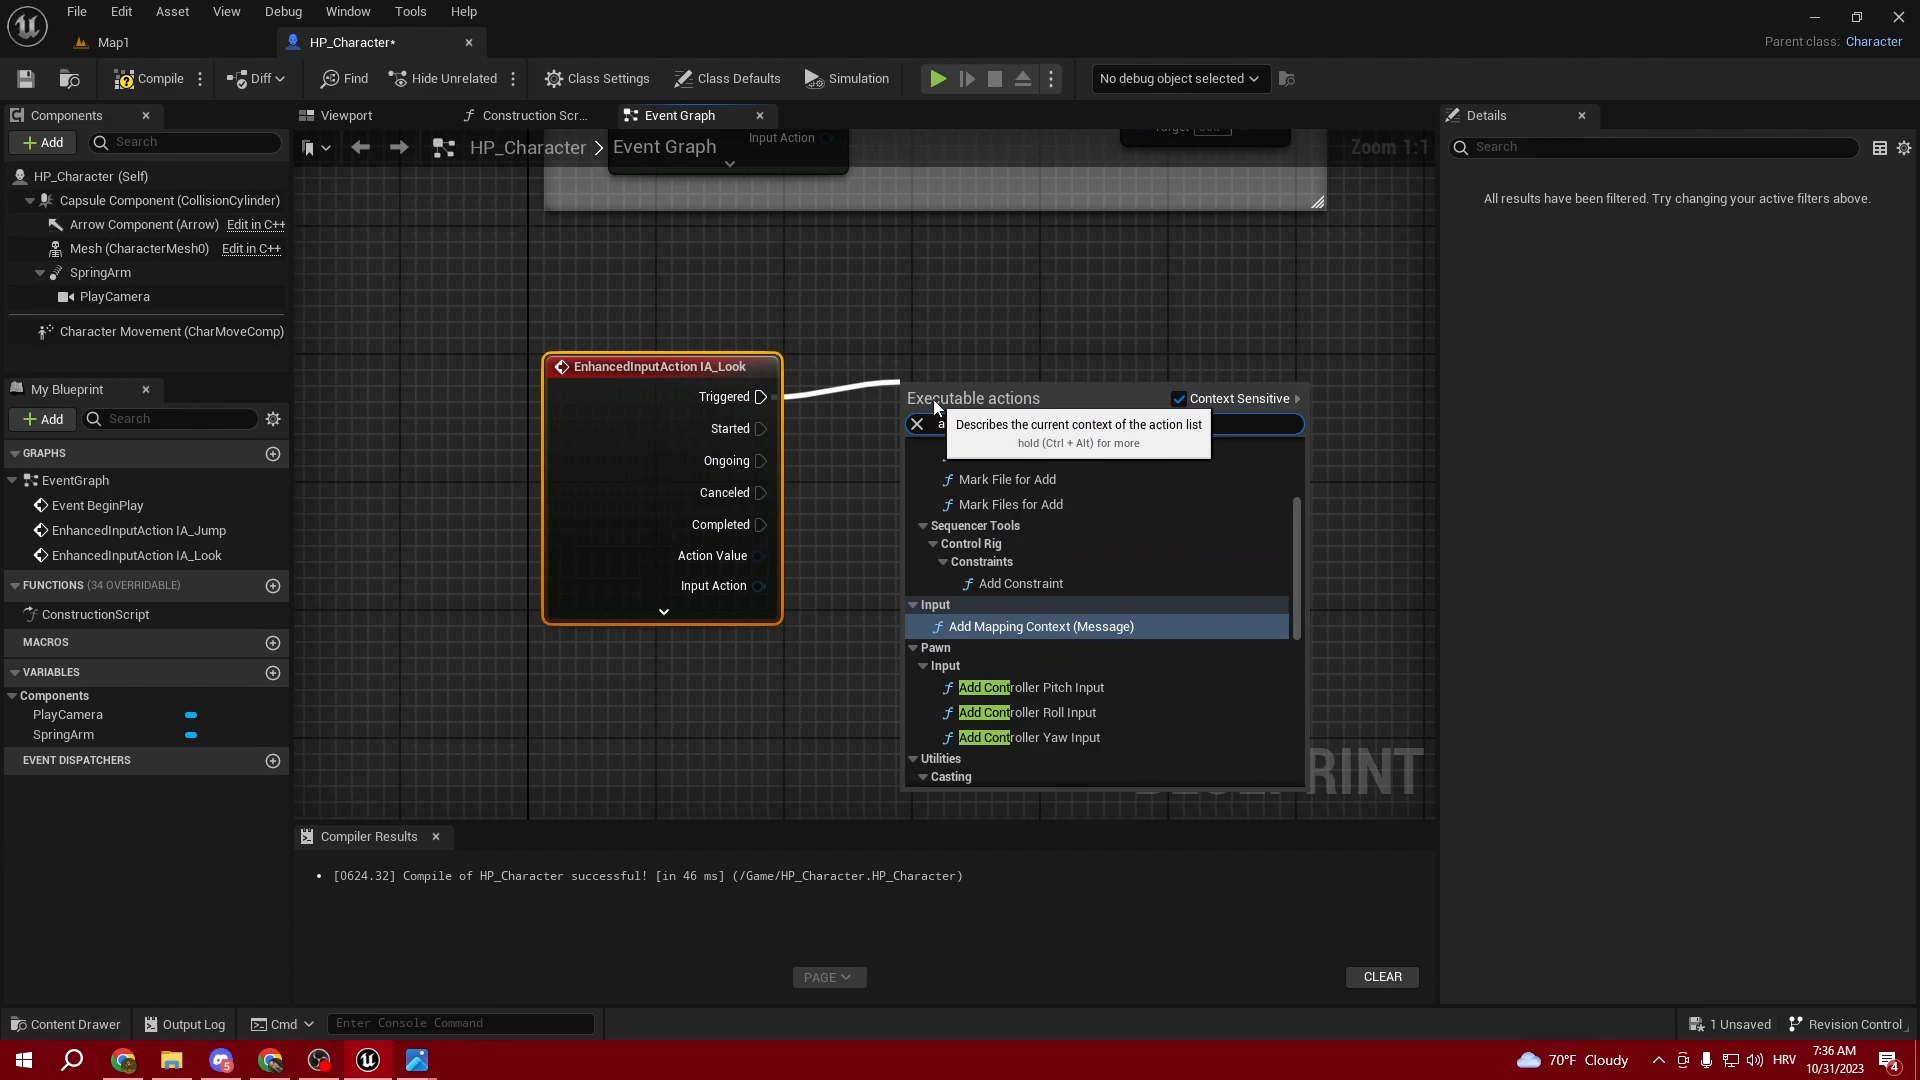 File Edit Asset View Debug Window Tools Help
Map1
HP_Character*
Parent class: Character
Compile
Diff
Find
Hide Unrelated
Class Settings
Class Defaults
Simulation
No debug object selected
Components
Add
Search
HP_Character (Self)
Capsule Component (CollisionCylinder)
Arrow Component (Arrow) Edit in C++
Mesh (CharacterMesh0) Edit in C++
SpringArm
PlayCamera
Character Movement (CharMoveComp)
My Blueprint
Add
Search
GRAPHS
EventGraph
Event BeginPlay
EnhancedInputAction IA_Jump
EnhancedInputAction IA_Look
FUNCTIONS (34 OVERRIDABLE)
ConstructionScript
MACROS
VARIABLES
Components
PlayCamera
SpringArm
EVENT DISPATCHERS
Viewport
Construction Scr...
Event Graph
HP_Character > Event Graph
Input Action
Target Self
Zoom 1:1
EnhancedInputAction IA_Look
Triggered
Started
Ongoing
Canceled
Completed
Action Value
Input Action
Executable actions
Context Sensitive
a
Describes the current context of the action list
hold (Ctrl + Alt) for more
Mark File for Add
Mark Files for Add
Sequencer Tools
Control Rig
Constraints
Add Constraint
Input
Add Mapping Context (Message)
Pawn
Input
Add Controller Pitch Input
Add Controller Roll Input
Add Controller Yaw Input
Utilities
Casting
Compiler Results
• [0624.32] Compile of HP_Character successful! [in 46 ms] (/Game/HP_Character.HP_Character)
PAGE
CLEAR
Details
Search
All results have been filtered. Try changing your active filters above.
Content Drawer
Output Log
Cmd
Enter Console Command
1 Unsaved
Revision Control
5
70°F Cloudy
HRV
7:36 AM
10/31/2023
4